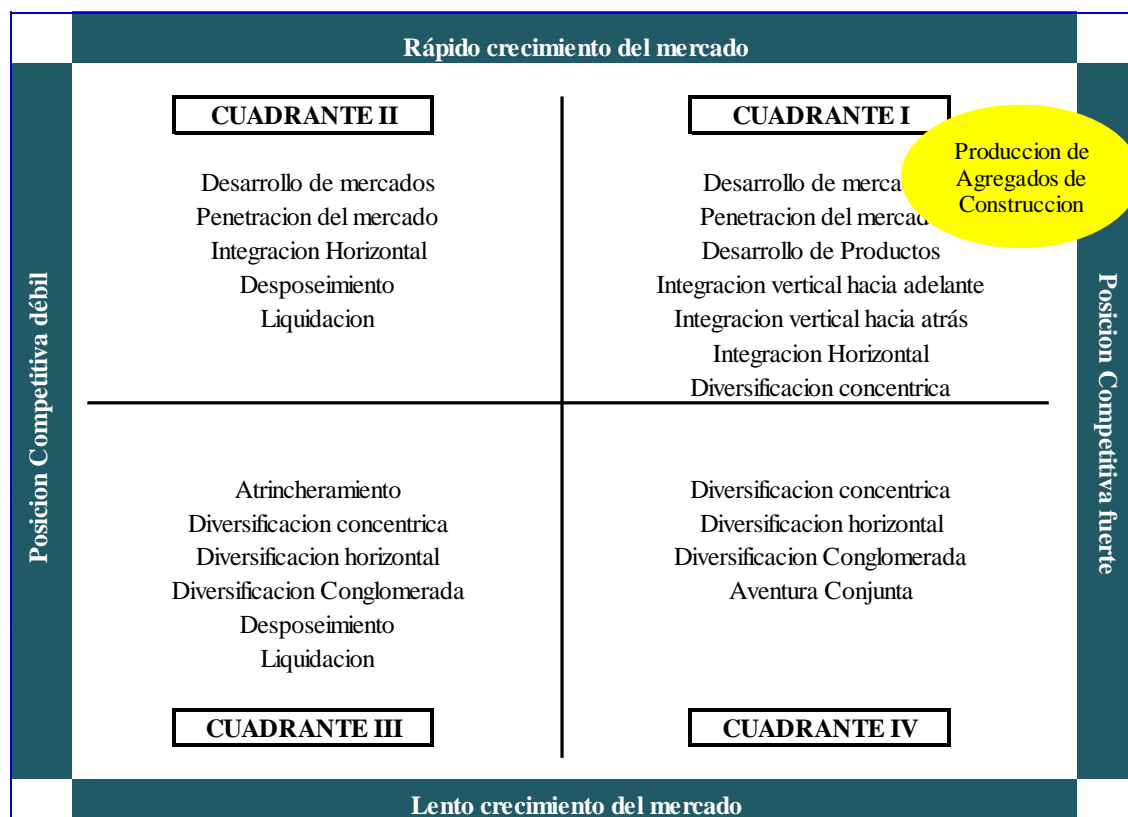 Rápido crecimiento del mercado
Posicion Competitiva débil
CUADRANTE II
Desarrollo de mercados
Penetracion del mercado
Integracion Horizontal
Desposeimiento
Liquidacion
CUADRANTE I
Desarrollo de merca
Penetracion del mercad
Desarrollo de Productos
Integracion vertical hacia adelante
Integracion vertical hacia atrás
Integracion Horizontal
Diversificacion concentrica
Produccion de
Agregados de
Construccion
Posicion Competitiva fuerte
Atrincheramiento
Diversificacion concentrica
Diversificacion horizontal
Diversificacion Conglomerada
Desposeimiento
Liquidacion
CUADRANTE III
Diversificacion concentrica
Diversificacion horizontal
Diversificacion Conglomerada
Aventura Conjunta
CUADRANTE IV
Lento crecimiento del mercado